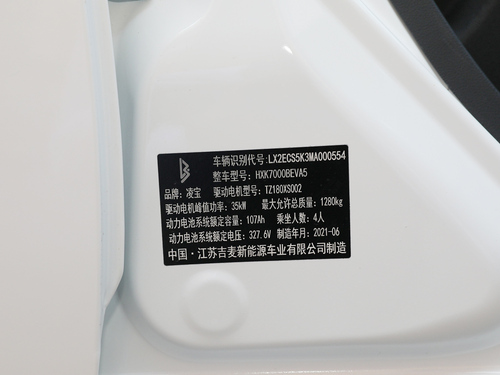 车辆识别代号:LX2ECS5K3MA000554
整车型号:HXK7000BEVA5
品牌:凌宝 驱动电机型号:TZ180XS002
驱动电机峰值功率:35kW 最大允许总质量:1280kg
动力电池系统额定容量:107Ah 乘坐人数:4人
动力电池系统额定电压:327.6V 制造年月:2021-06
中国·江苏吉麦新能源车业有限公司制造